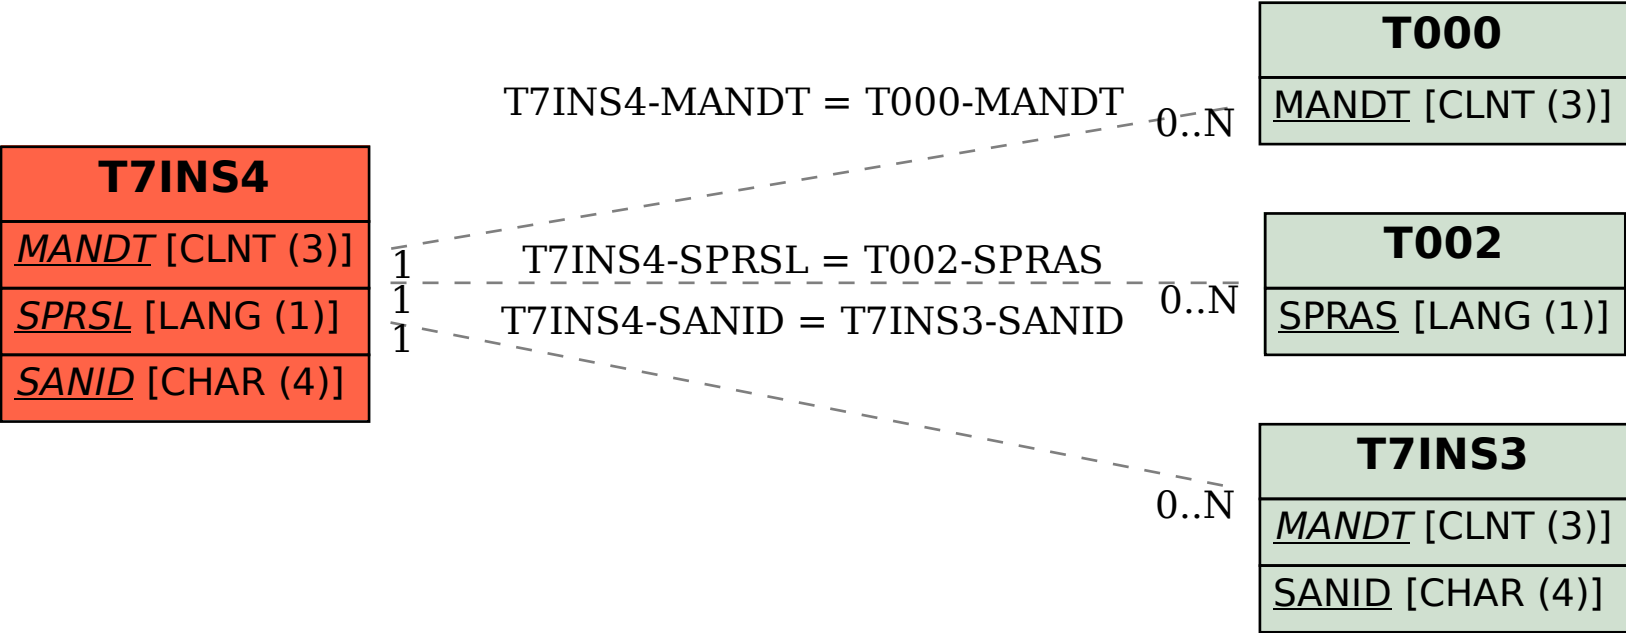 T7INS4
MANDT [CLNT (3)]
SPRSL [LANG (1)]
SANID [CHAR (4)]
T7INS4-MANDT = T000-MANDT
0..N
1
T7INS4-SPRSL = T002-SPRAS
0..N
1
T7INS4-SANID = T7INS3-SANID
1
0..N
T000
MANDT [CLNT (3)]
T002
SPRAS [LANG (1)]
T7INS3
MANDT [CLNT (3)]
SANID [CHAR (4)]